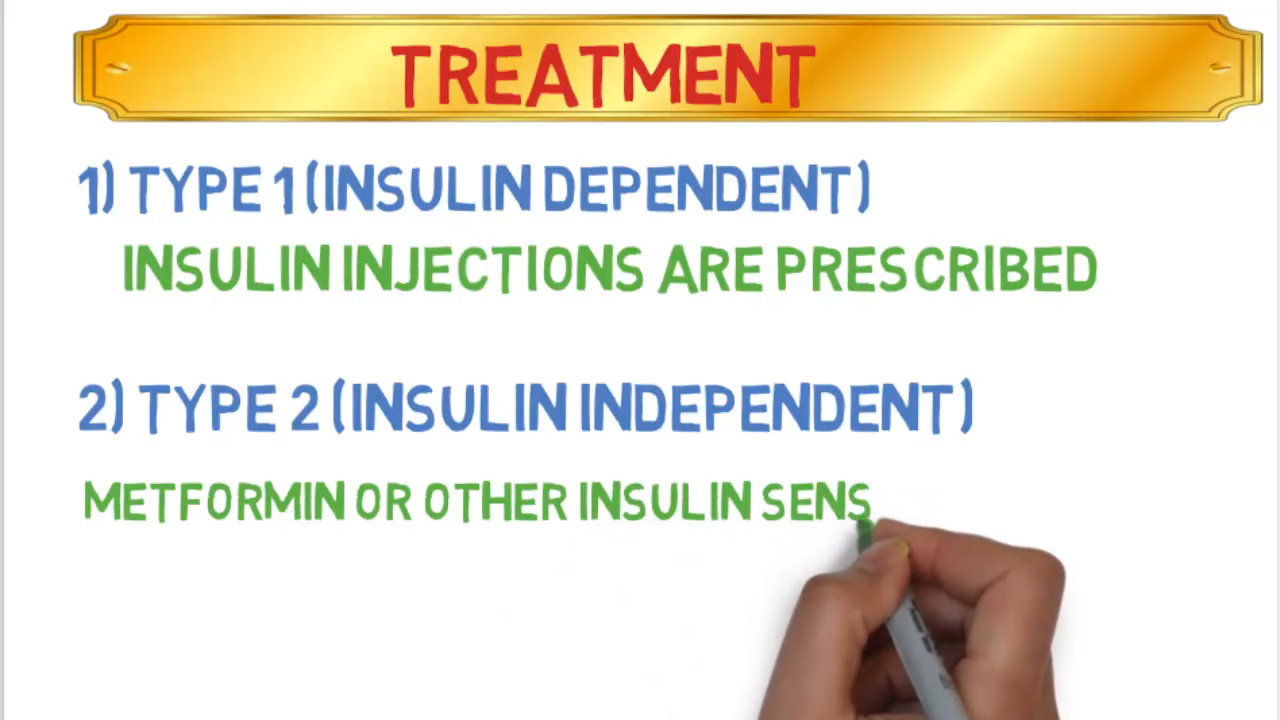 TREATMENT
1) TYPE 1 (INSULIN DEPENDENT)
INSULIN INJECTIONS ARE PRESCRIBED
2) TYPE 2 (INSULIN INDEPENDENT)
METFORMIN OR OTHER INSULIN SENS